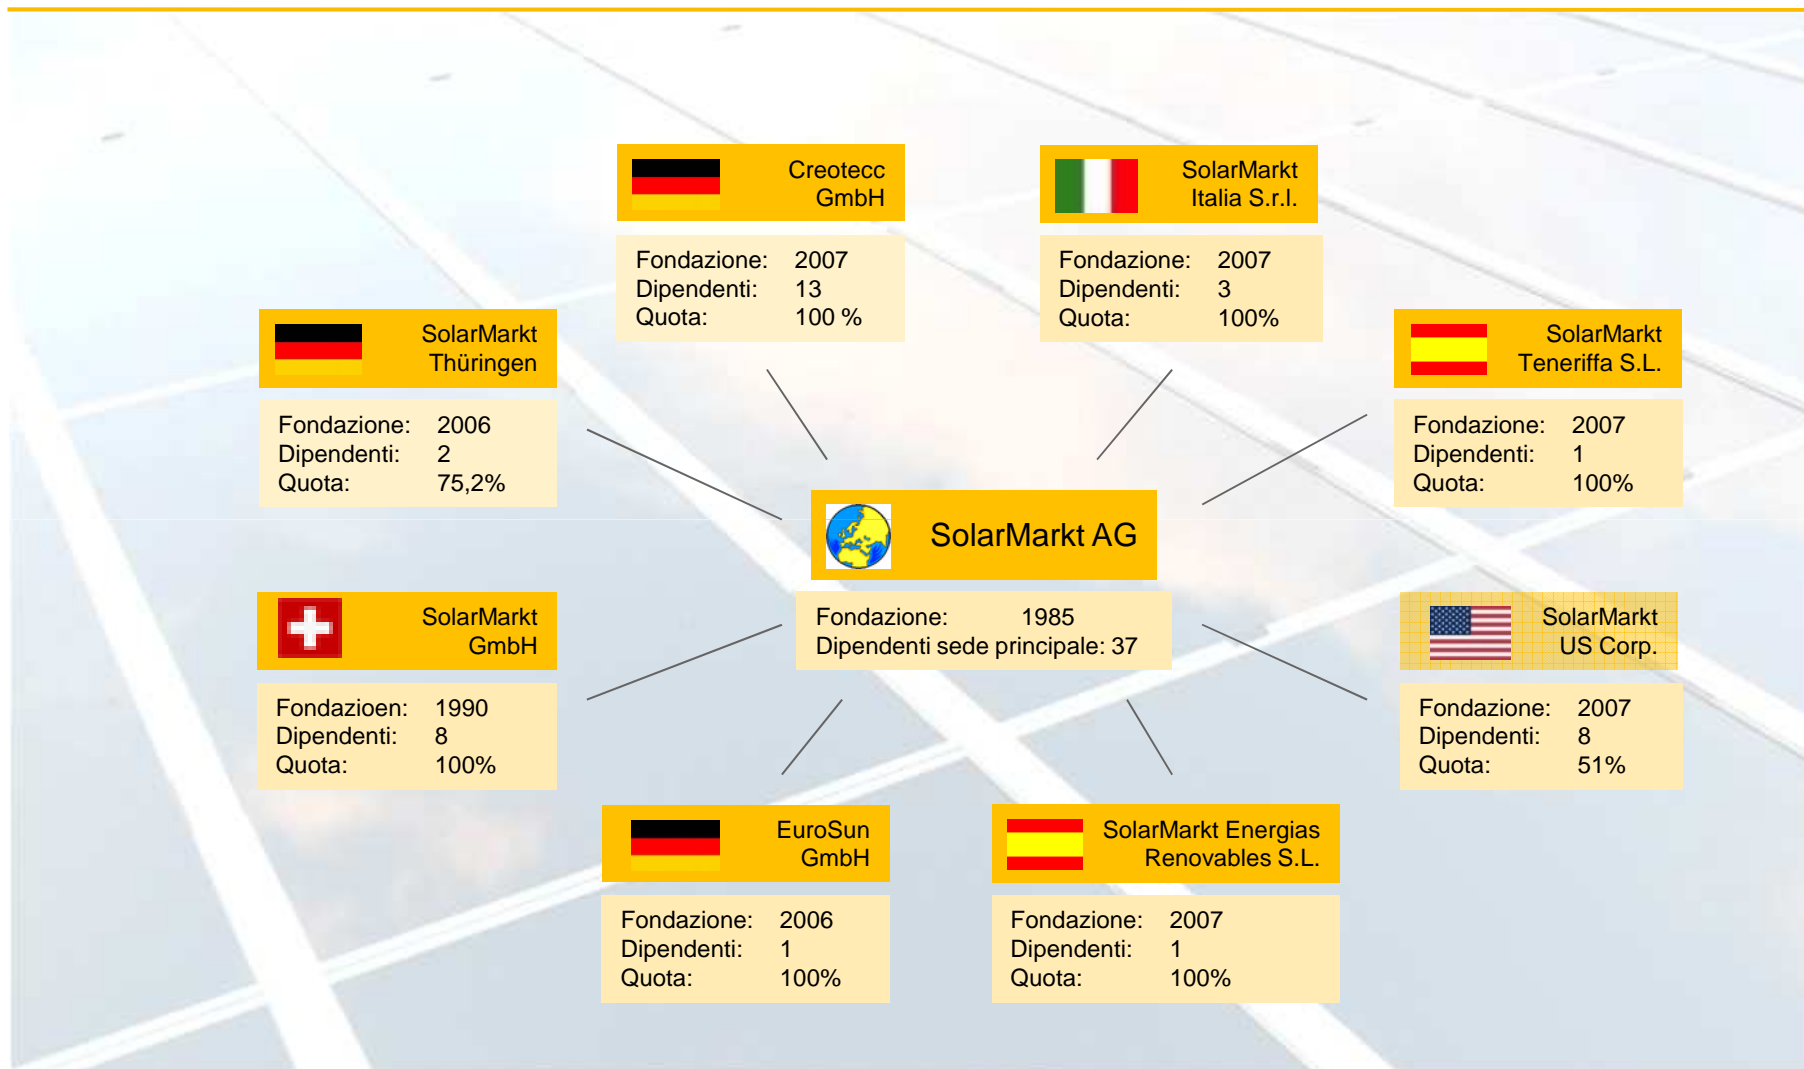 Creotecc
GmbH
Fondazione: 2007
Dipendenti: 13
Quota: 100 %
SolarMarkt
Italia S.r.l.
Fondazione: 2007
Dipendenti: 3
Quota: 100%
SolarMarkt
Thüringen
Fondazione: 2006
Dipendenti: 2
Quota: 75,2%
SolarMarkt
Teneriffa S.L.
Fondazione: 2007
Dipendenti: 1
Quota: 100%
SolarMarkt AG
Fondazione: 1985
Dipendenti sede principale: 37
SolarMarkt
GmbH
Fondazioen: 1990
Dipendenti: 8
Quota: 100%
SolarMarkt
US Corp.
Fondazione: 2007
Dipendenti: 8
Quota: 51%
EuroSun
GmbH
Fondazione: 2006
Dipendenti: 1
Quota: 100%
SolarMarkt Energias
Renovables S.L.
Fondazione: 2007
Dipendenti: 1
Quota: 100%